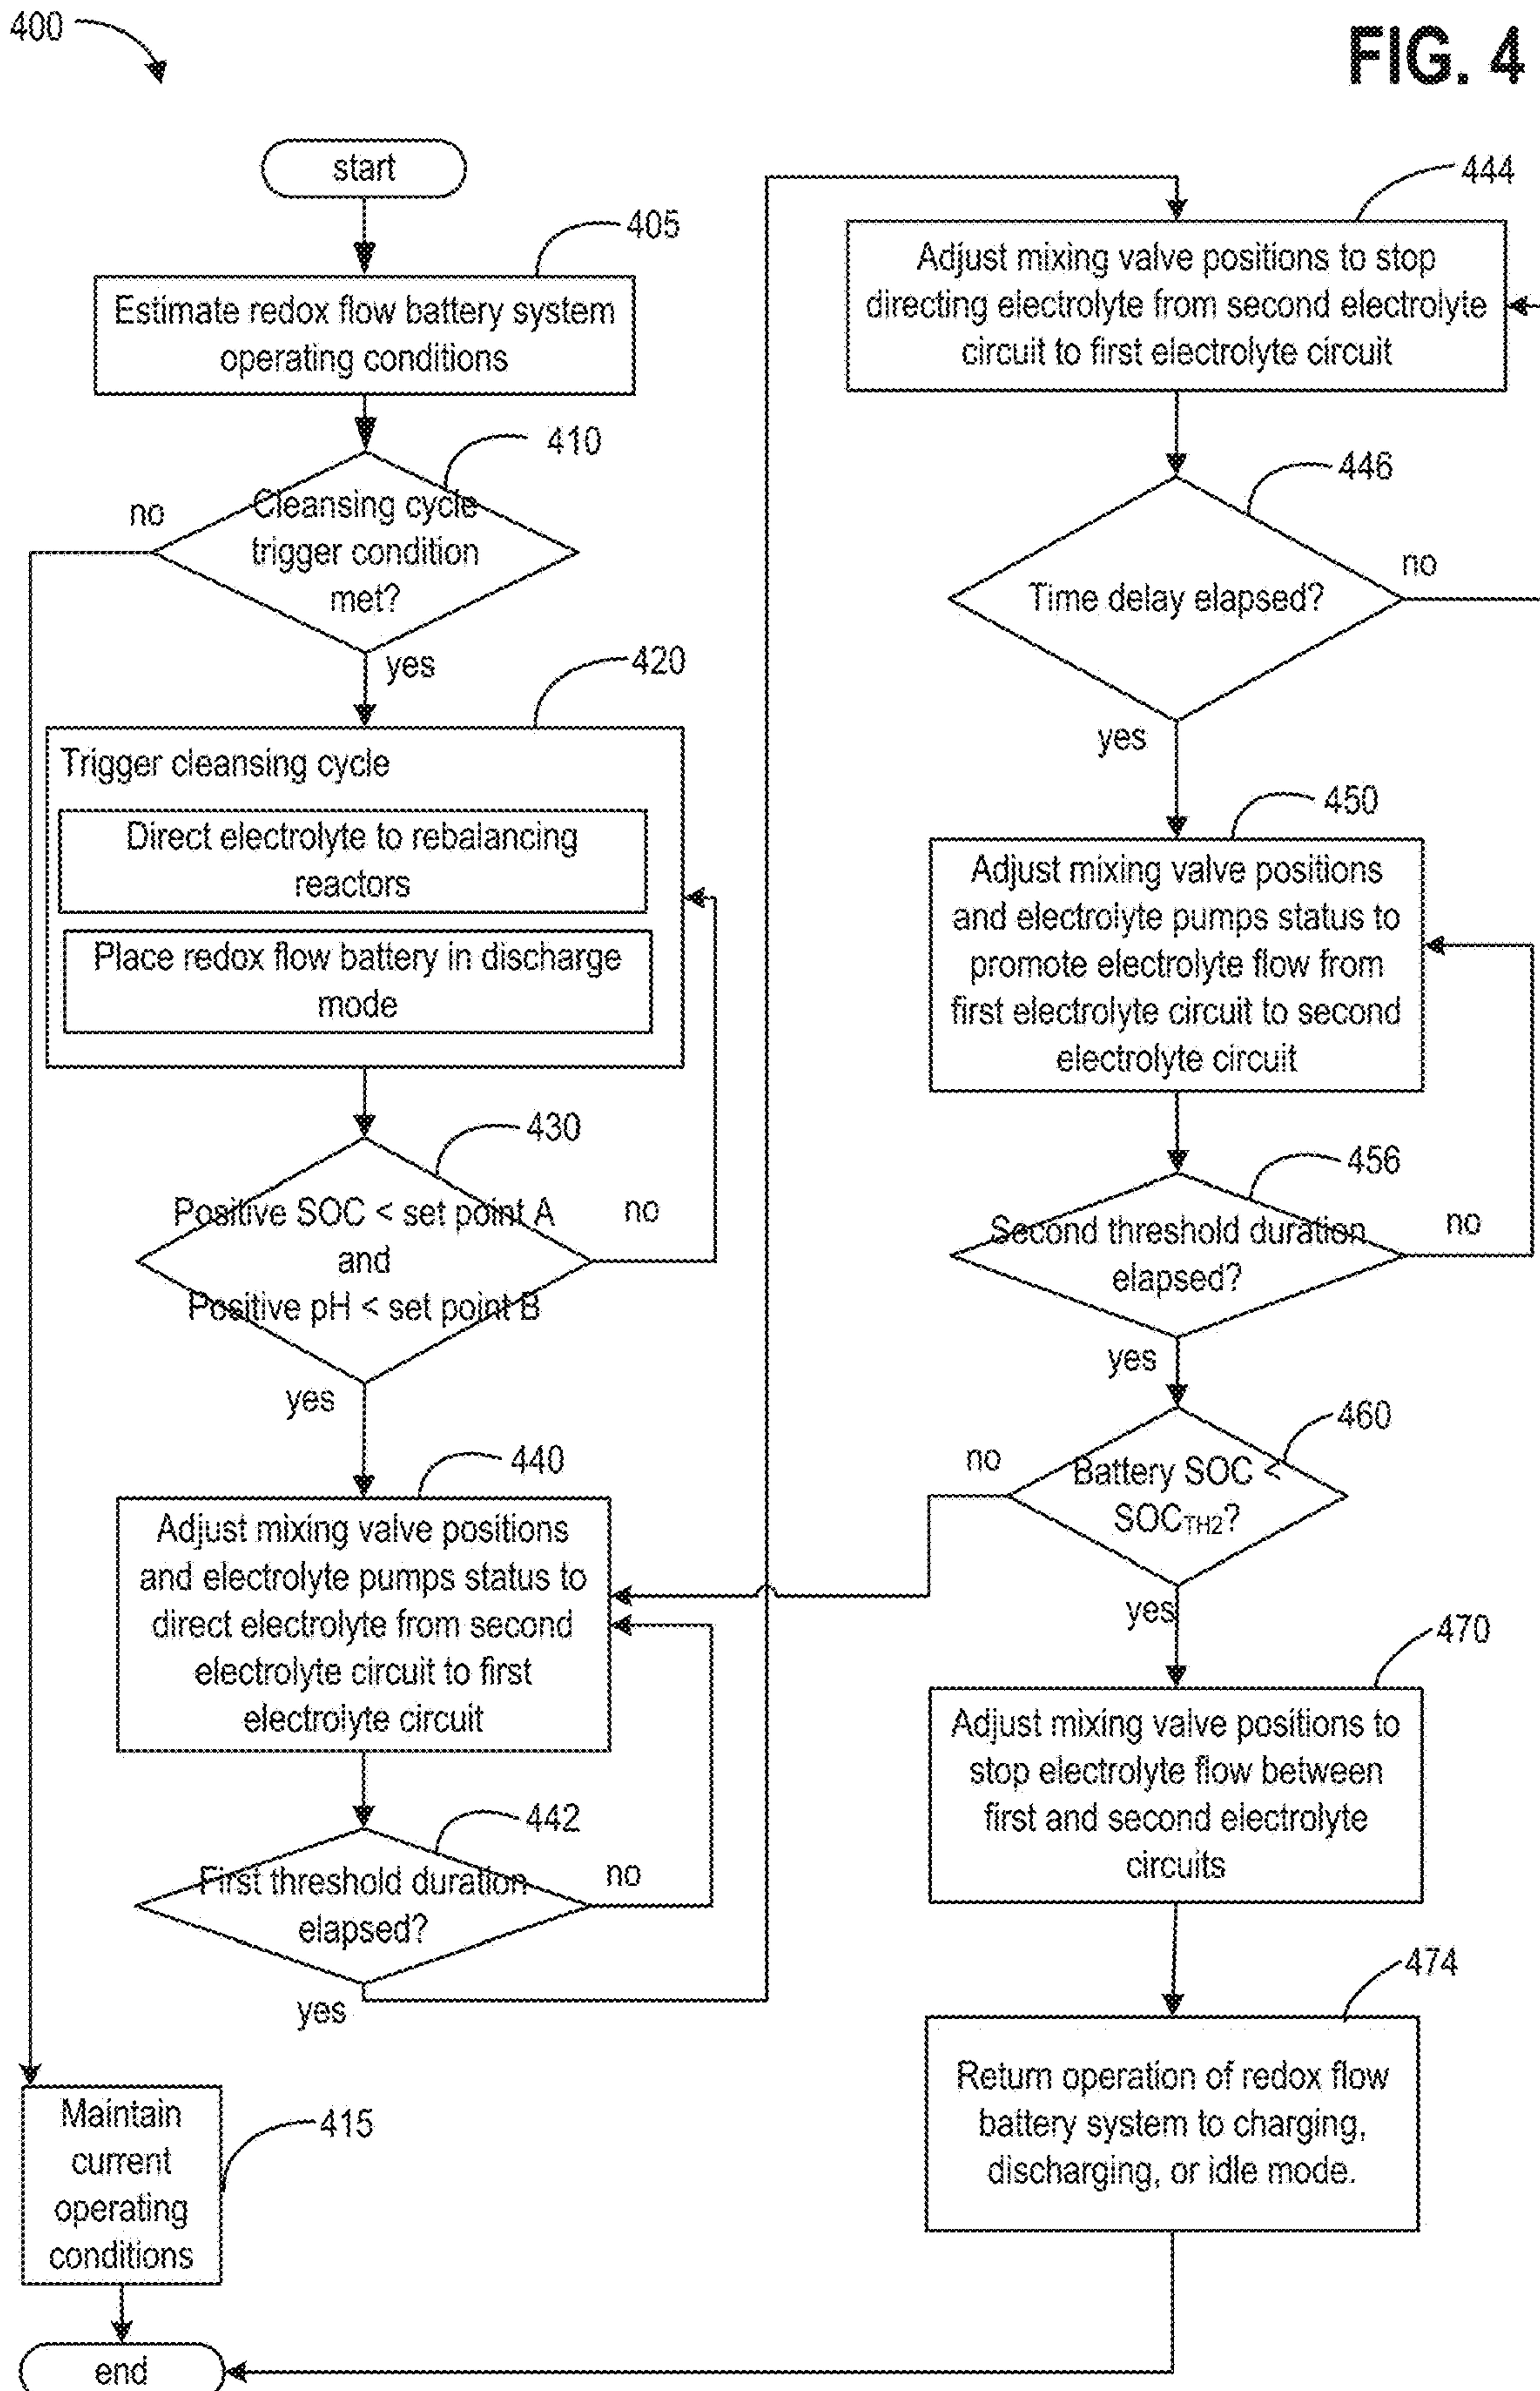 400
FIG. 4
start
405
Estimate redox flow battery system
operating conditions
410
no
Cleansing cycle
trigger condition
met?
yes
420
Trigger cleansing cycle
Direct electrolyte to rebalancing
reactors
Place redox flow battery in discharge
mode
430
Positive SOC < set point A
and
Positive pH < set point B
no
yes
440
Adjust mixing valve positions
and electrolyte pumps status to
direct electrolyte from second
electrolyte circuit to first
electrolyte circuit
442
First threshold duration
elapsed?
no
yes
Maintain
current
operating
conditions
415
end
444
Adjust mixing valve positions to stop
directing electrolyte from second electrolyte
circuit to first electrolyte circuit
446
Time delay elapsed?
no
yes
450
Adjust mixing valve positions
and electrolyte pumps status to
promote electrolyte flow from
first electrolyte circuit to second
electrolyte circuit
456
Second threshold duration
elapsed?
no
yes
460
no
Battery SOC <
SOCTH2?
yes
470
Adjust mixing valve positions to
stop electrolyte flow between
first and second electrolyte
circuits
474
Return operation of redox flow
battery system to charging,
discharging, or idle mode.